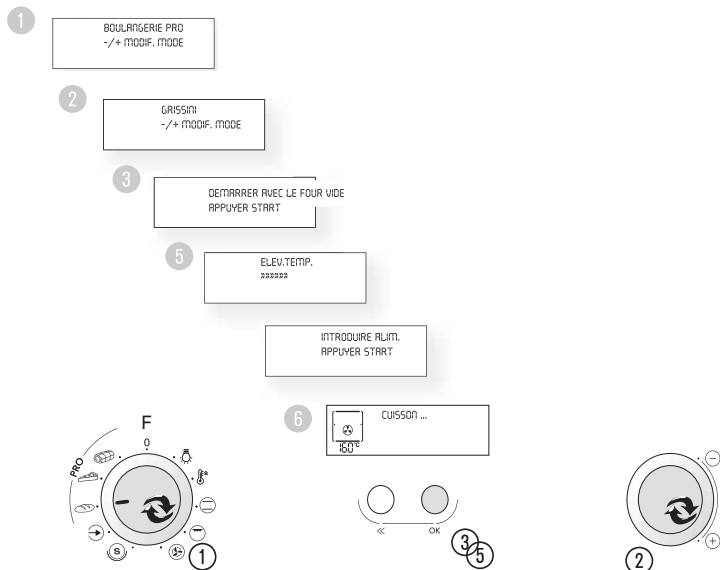 1
BOULANGERIE PRO
-/+ MODIF. MODE
2
GRISSINI
-/+ MODIF. MODE
3
DEMARRER AVEC LE FOUR VIDE
APPUYER START
5
ELEV.TEMP.
»»»»»»
INTRODUIRE ALIM.
APPUYER START
6
CUISSON ...
160°C
F
0
PRO
S
1
<<
OK
3
5
-
+
2